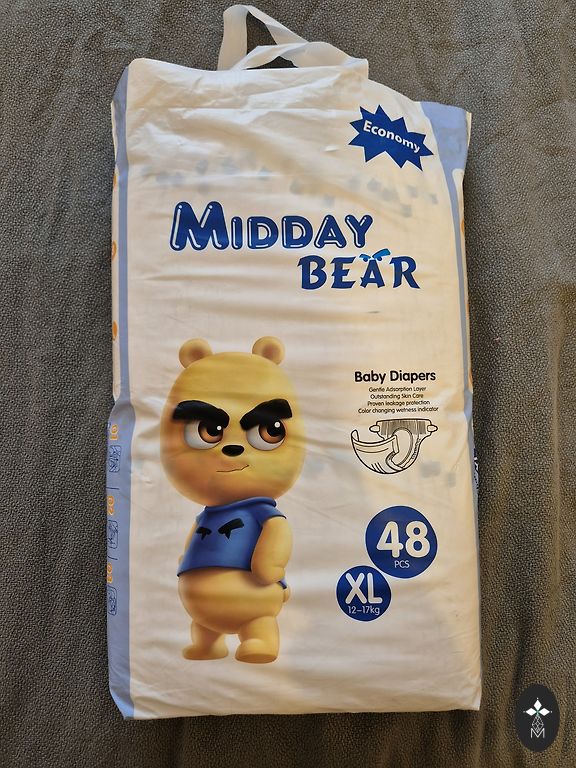 Economy
MIDDAY
BEAR
Baby Diapers
Gentle Adsorption Layer
Outstanding Skin Care
Proven leakage protection
Color changing wetness indicator
48
PCS
XL
12–17kg
M